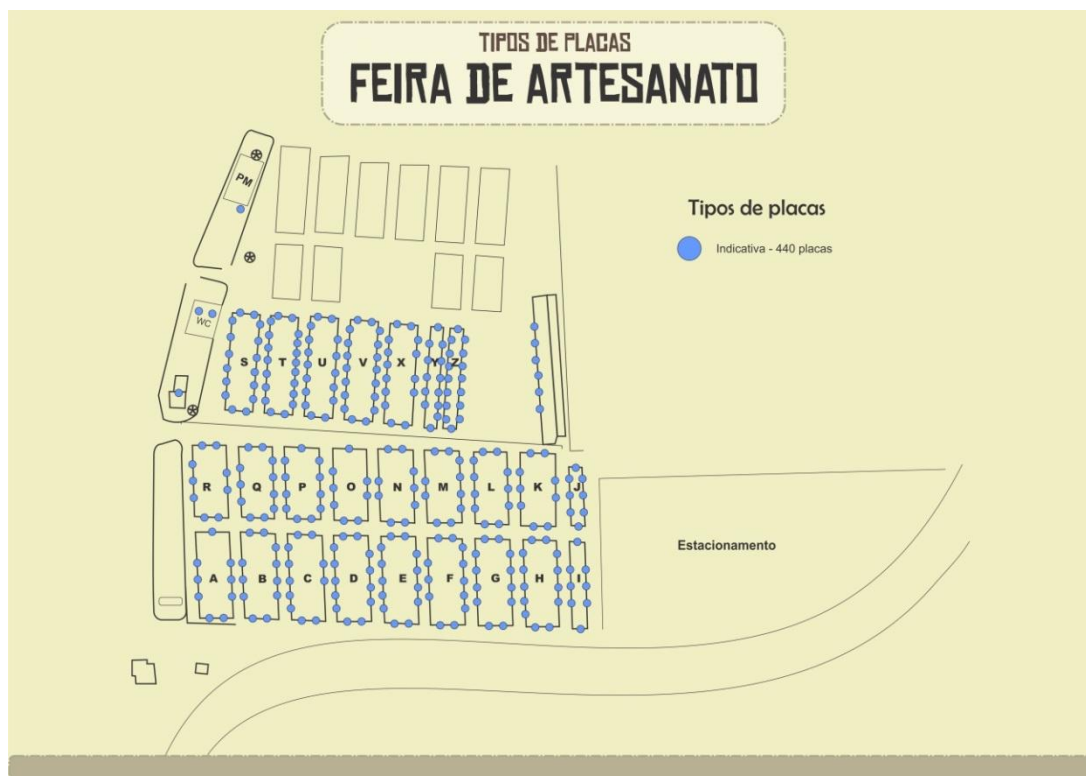 TIPOS DE PLACAS
FEIRA DE ARTESANATO
PM
Tipos de placas
Indicativa - 440 placas
WC
S T U V X Y Z
R Q P O N M L K J
Estacionamento
A B C D E F G H I